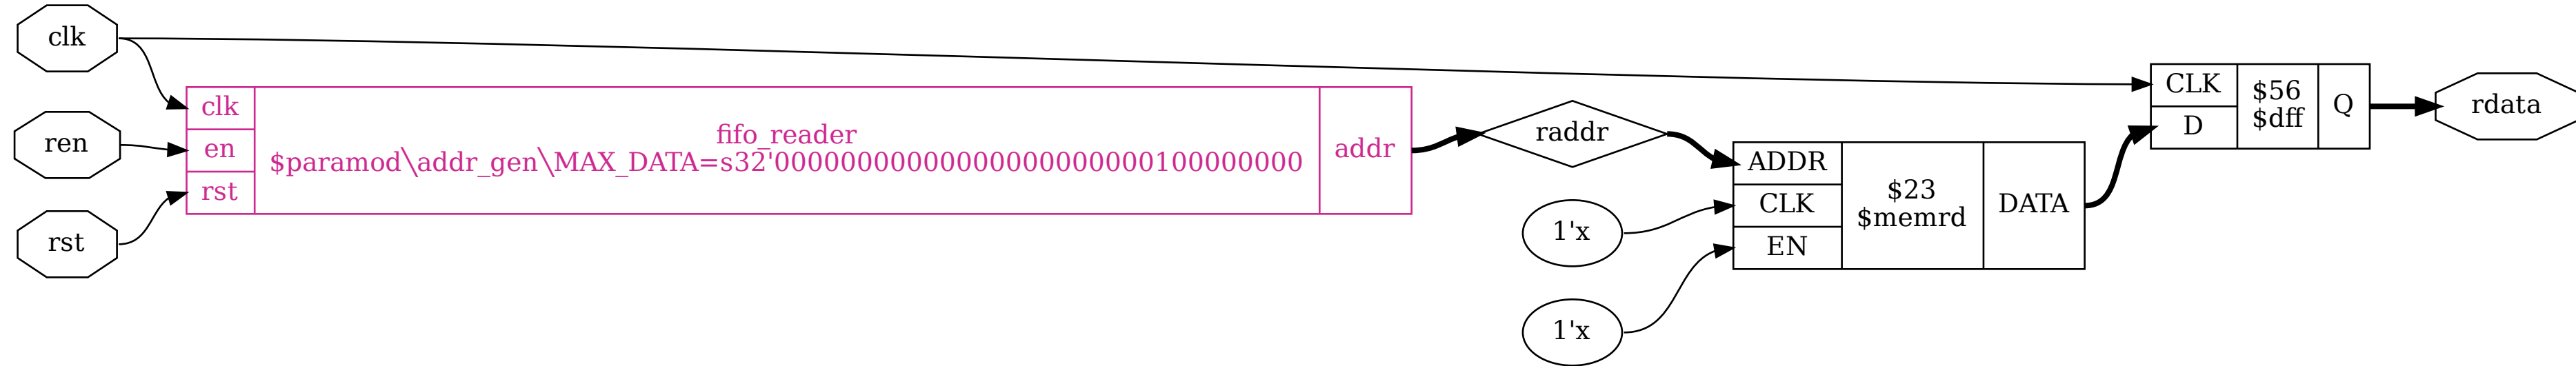 clk
ren
rst
clk
en
rst
fifo_reader
$paramod\addr_gen\MAX_DATA=s32'00000000000000000000000100000000
addr
raddr
1'x
1'x
ADDR
CLK
EN
$23
$memrd
DATA
CLK
D
$56
$dff
Q
rdata